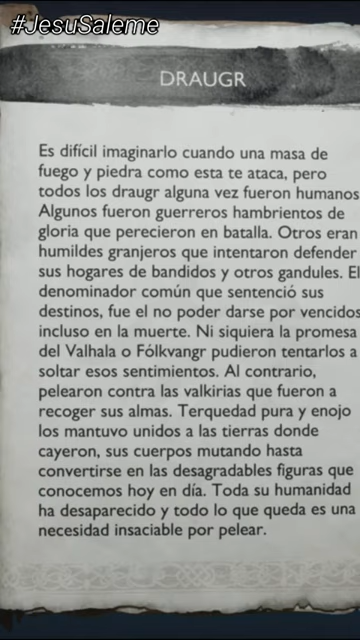 #JesuSaleme
DRAUGR
Es difícil imaginarlo cuando una masa de
fuego y piedra como esta te ataca, pero
todos los draugr alguna vez fueron humanos
Algunos fueron guerreros hambrientos de
gloria que perecieron en batalla. Otros eran
humildes granjeros que intentaron defender
sus hogares de bandidos y otros gandules. El
denominador común que sentenció sus
destinos, fue el no poder darse por vencidos
incluso en la muerte. Ni siquiera la promesa
del Valhala o Fólkvangr pudieron tentarlos a
soltar esos sentimientos. Al contrario,
pelearon contra las valkirias que fueron a
recoger sus almas. Terquedad pura y enojo
los mantuvo unidos a las tierras donde
cayeron, sus cuerpos mutando hasta
convertirse en las desagradables figuras que
conocemos hoy en día. Toda su humanidad
ha desaparecido y todo lo que queda es una
necesidad insaciable por pelear.